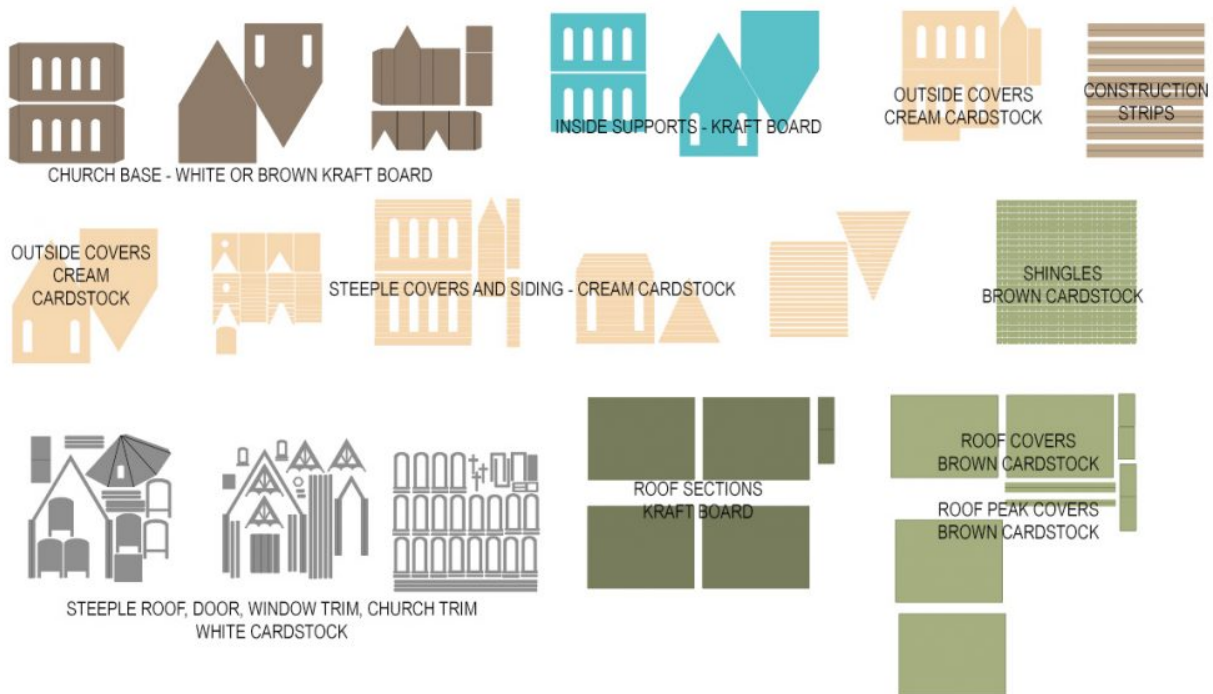 OUTSIDE COVERS
CREAM CARDSTOCK
CONSTRUCTION
STRIPS
INSIDE SUPPORTS - KRAFT BOARD
CHURCH BASE - WHITE OR BROWN KRAFT BOARD
OUTSIDE COVERS
CREAM
CARDSTOCK
STEEPLE COVERS AND SIDING - CREAM CARDSTOCK
SHINGLES
BROWN CARDSTOCK
ROOF SECTIONS
KRAFT BOARD
ROOF COVERS
BROWN CARDSTOCK
ROOF PEAK COVERS
BROWN CARDSTOCK
STEEPLE ROOF, DOOR, WINDOW TRIM, CHURCH TRIM
WHITE CARDSTOCK